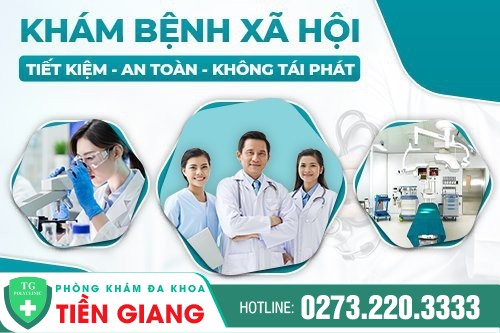 KHÁM BỆNH XÃ HỘI
TIẾT KIỆM - AN TOÀN - KHÔNG TÁI PHÁT
TG
POLYCLINIC
PHÒNG KHÁM ĐA KHOA
TIỀN GIANG
HOTLINE: 0273.220.3333